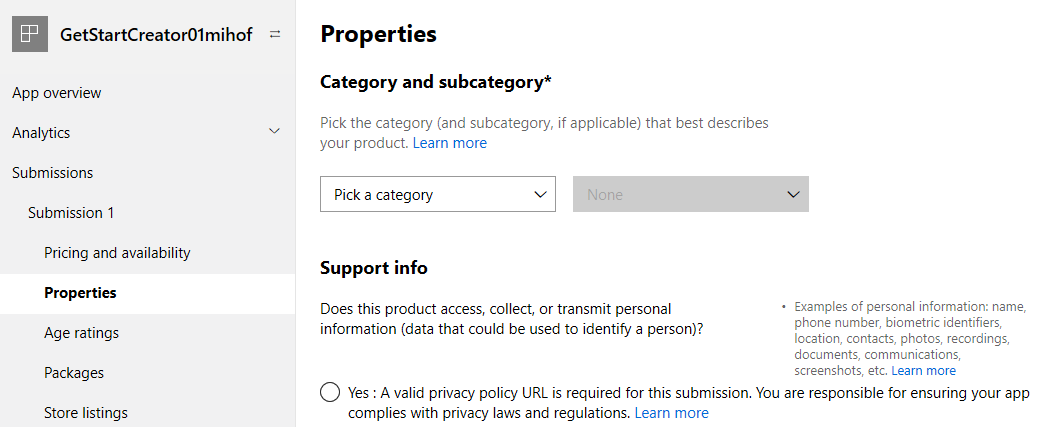 GetStartCreator01mihof
App overview
Analytics
Submissions
Submission 1
Pricing and availability
Properties
Age ratings
Packages
Store listings
Properties
Category and subcategory*
Pick the category (and subcategory, if applicable) that best describes
your product. Learn more
Pick a category
None
Support info
Does this product access, collect, or transmit personal
information (data that could be used to identify a person)?
• Examples of personal information: name,
phone number, biometric identifiers,
location, contacts, photos, recordings,
documents, communications,
screenshots, etc. Learn more
Yes : A valid privacy policy URL is required for this submission. You are responsible for ensuring your app
complies with privacy laws and regulations. Learn more